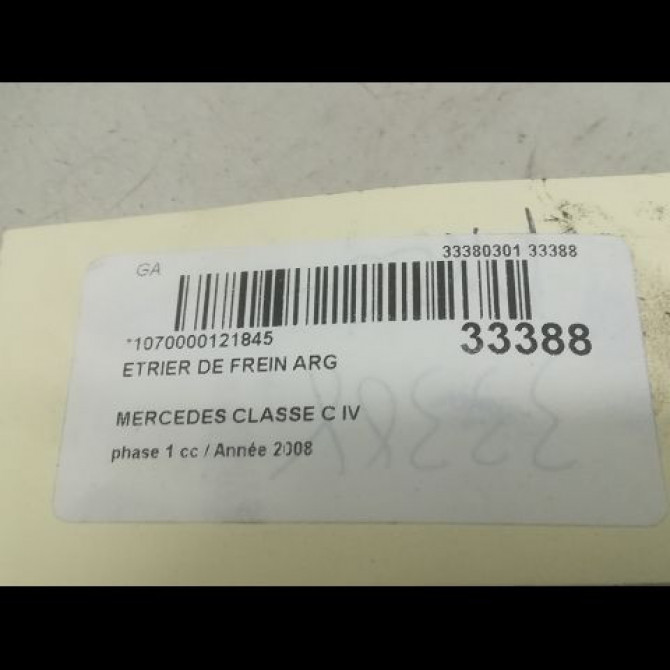 GA
33380301 33388
*1070000121845
33388
ETRIER DE FREIN ARG
MERCEDES CLASSE C IV
phase 1 cc / Année 2008